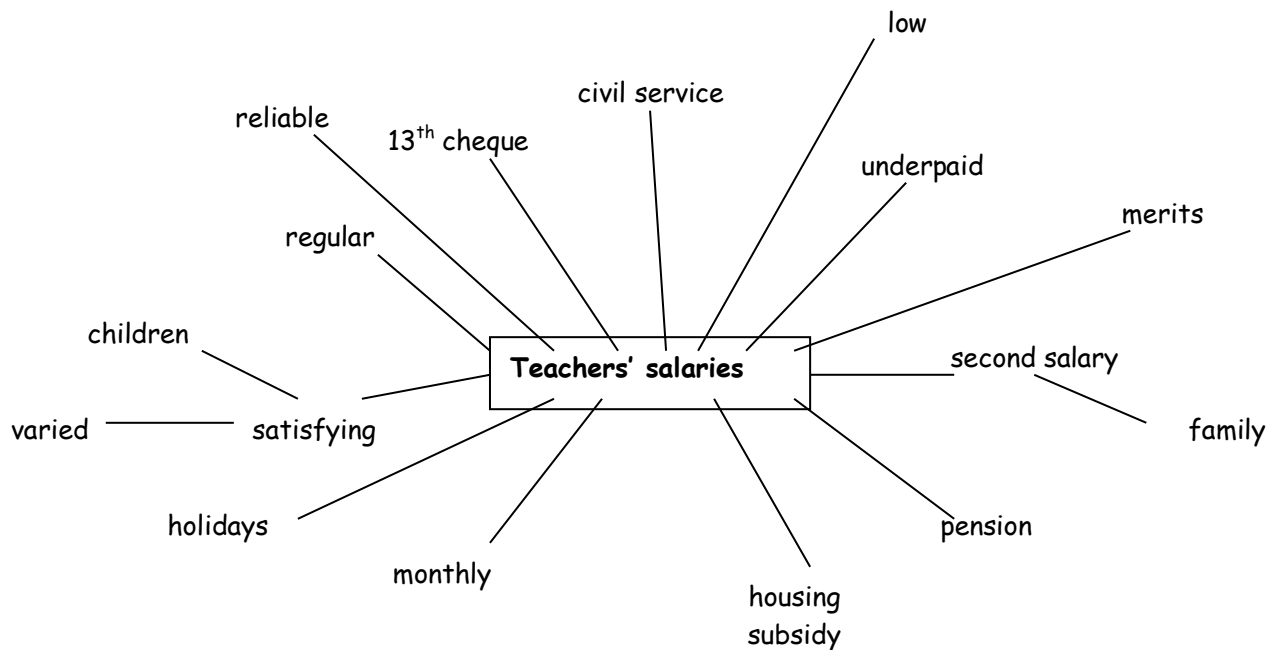 low
civil service
reliable
13th cheque
underpaid
merits
regular
children
second salary
Teachers’ salaries
varied
satisfying
family
holidays
pension
monthly
housing
subsidy